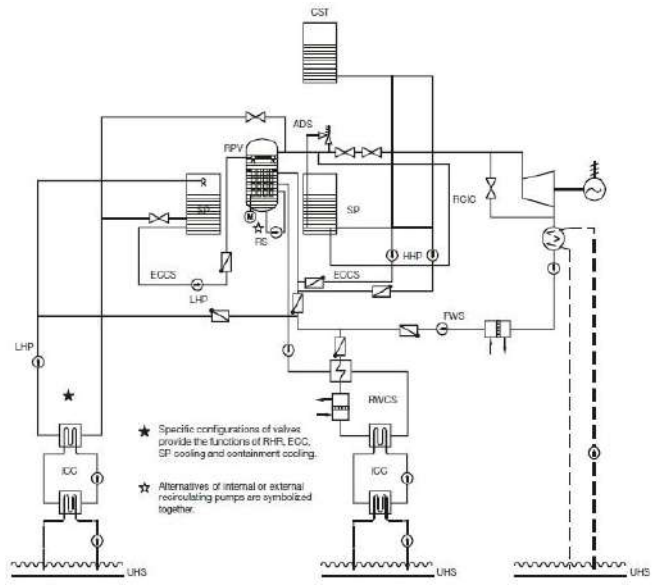 CST
ADS
RPV
M
SP
SP
RCIC
RS
ECCS
ECCS
HHP
LHP
FWS
LHP
RWCS
★ Specific configurations of valves
provide the functions of RHR, ECC,
SP cooling and containment cooling.
ICC
ICC
☆ Alternatives of internal or external
recirculating pumps are symbolized
together.
UHS
UHS
UHS